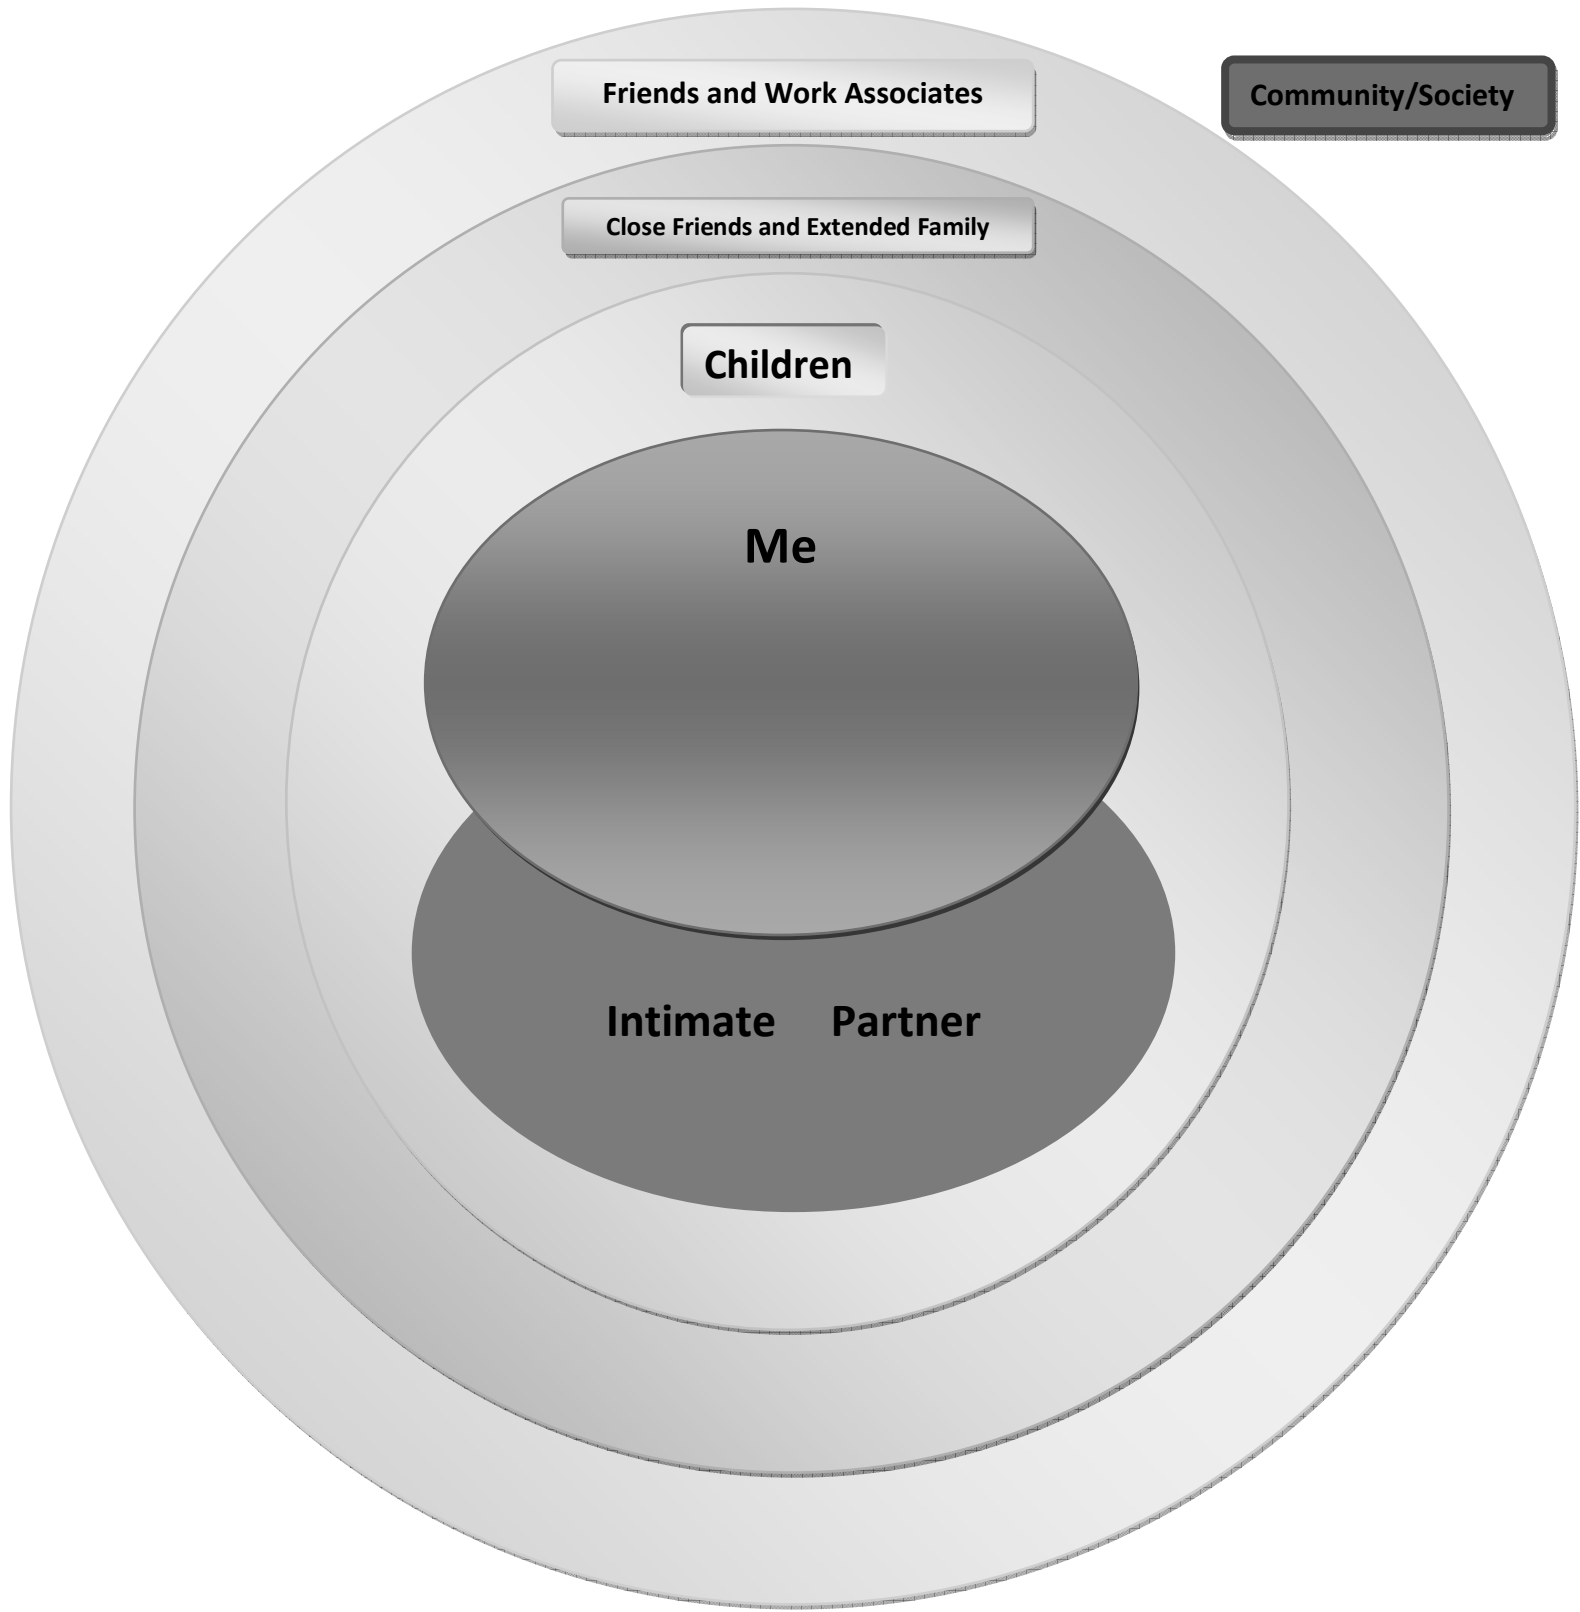 Friends and Work Associates
Community/Society
Close Friends and Extended Family
Children
Me
Intimate Partner